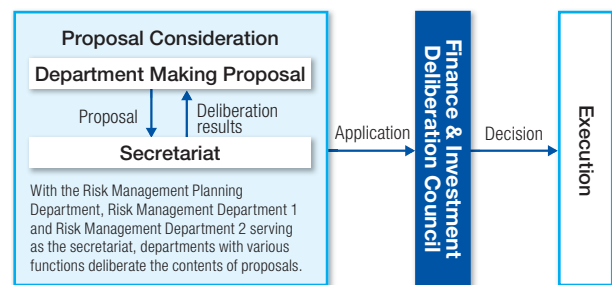 Proposal Consideration
Department Making Proposal
Proposal
Deliberation
results
Secretariat
With the Risk Management Planning
Department, Risk Management Department 1
and Risk Management Department 2 serving
as the secretariat, departments with various
functions deliberate the contents of proposals.
Application
Finance & Investment
Deliberation Council
Decision
Execution